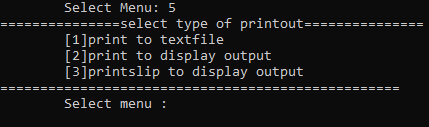 Select Menu: 5
===============select type of printout===============
[1]print to textfile
[2]print to display output
[3]printslip to display output
==================================================
Select menu :